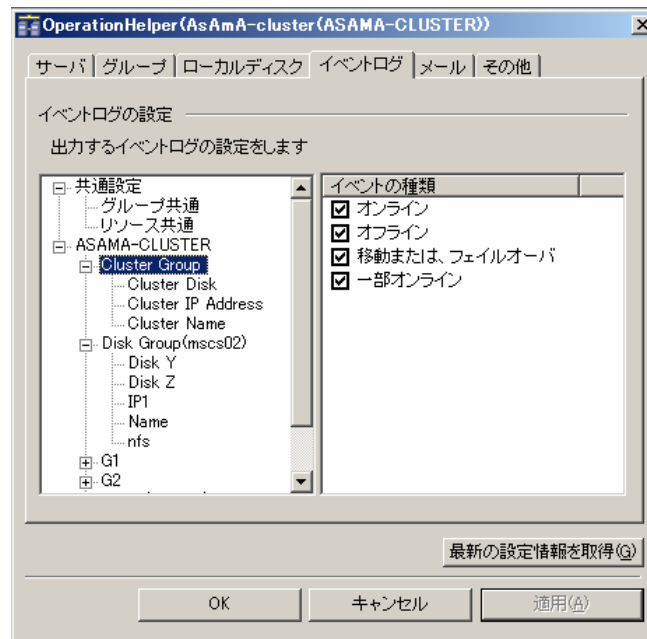 OperationHelper(AsAmA-cluster(ASAMA-CLUSTER))
サーバ グループ ローカルディスク イベントログ メール その他
イベントログの設定
出力するイベントログの設定をします
共通設定
グループ共通
リソース共通
ASAMA-CLUSTER
Cluster Group
Cluster Disk
Cluster IP Address
Cluster Name
Disk Group(mscs02)
Disk Y
Disk Z
IP1
Name
nfs
G1
G2
イベントの種類
オンライン
オフライン
移動または、フェイルオーバ
一部オンライン
最新の設定情報を取得(G)
OK キャンセル 適用(A)